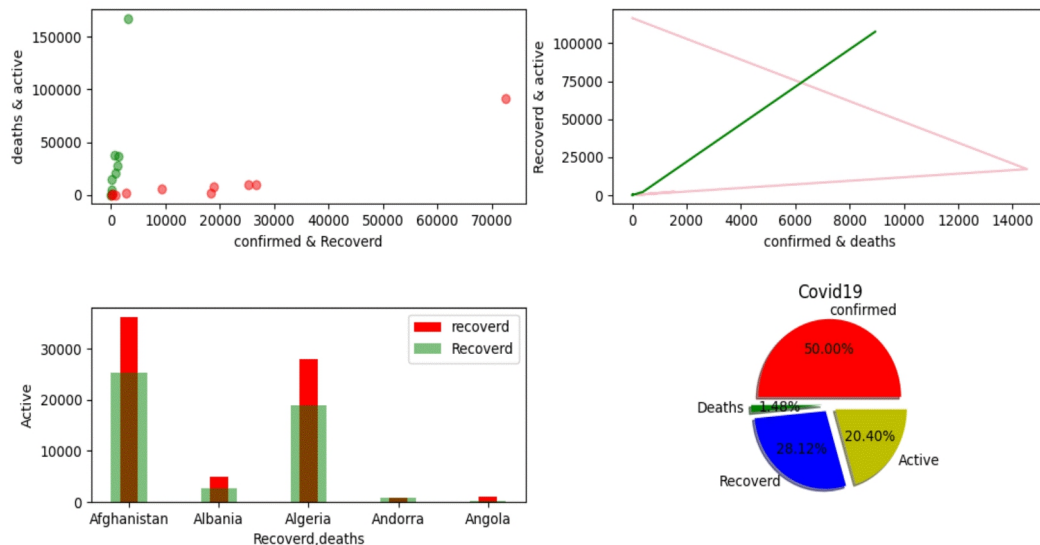 deaths & active
150000
100000
50000
0
0 10000 20000 30000 40000 50000 60000 70000
confirmed & Recoverd
Recoverd & active
100000
75000
50000
25000
0
0 2000 4000 6000 8000 10000 12000 14000
confirmed & deaths
Active
30000
20000
10000
0
recoverd
Recoverd
Afghanistan Albania Algeria Andorra Angola
Recoverd,deaths
Covid19
confirmed
50.00%
Deaths
1.48%
28.12%
20.40%
Recoverd
Active